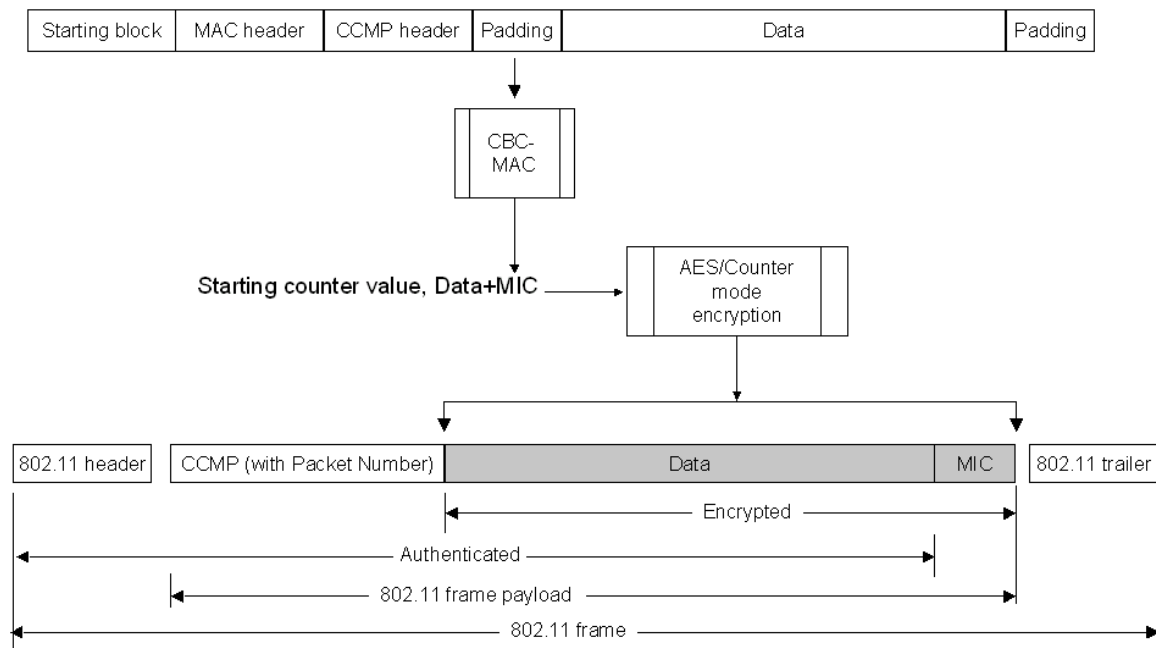 Starting block MAC header CCMP header Padding Data Padding
CBC-
MAC
Starting counter value, Data+MIC
AES/Counter
mode
encryption
802.11 header CCMP (with Packet Number) Data MIC 802.11 trailer
Encrypted
Authenticated
802.11 frame payload
802.11 frame